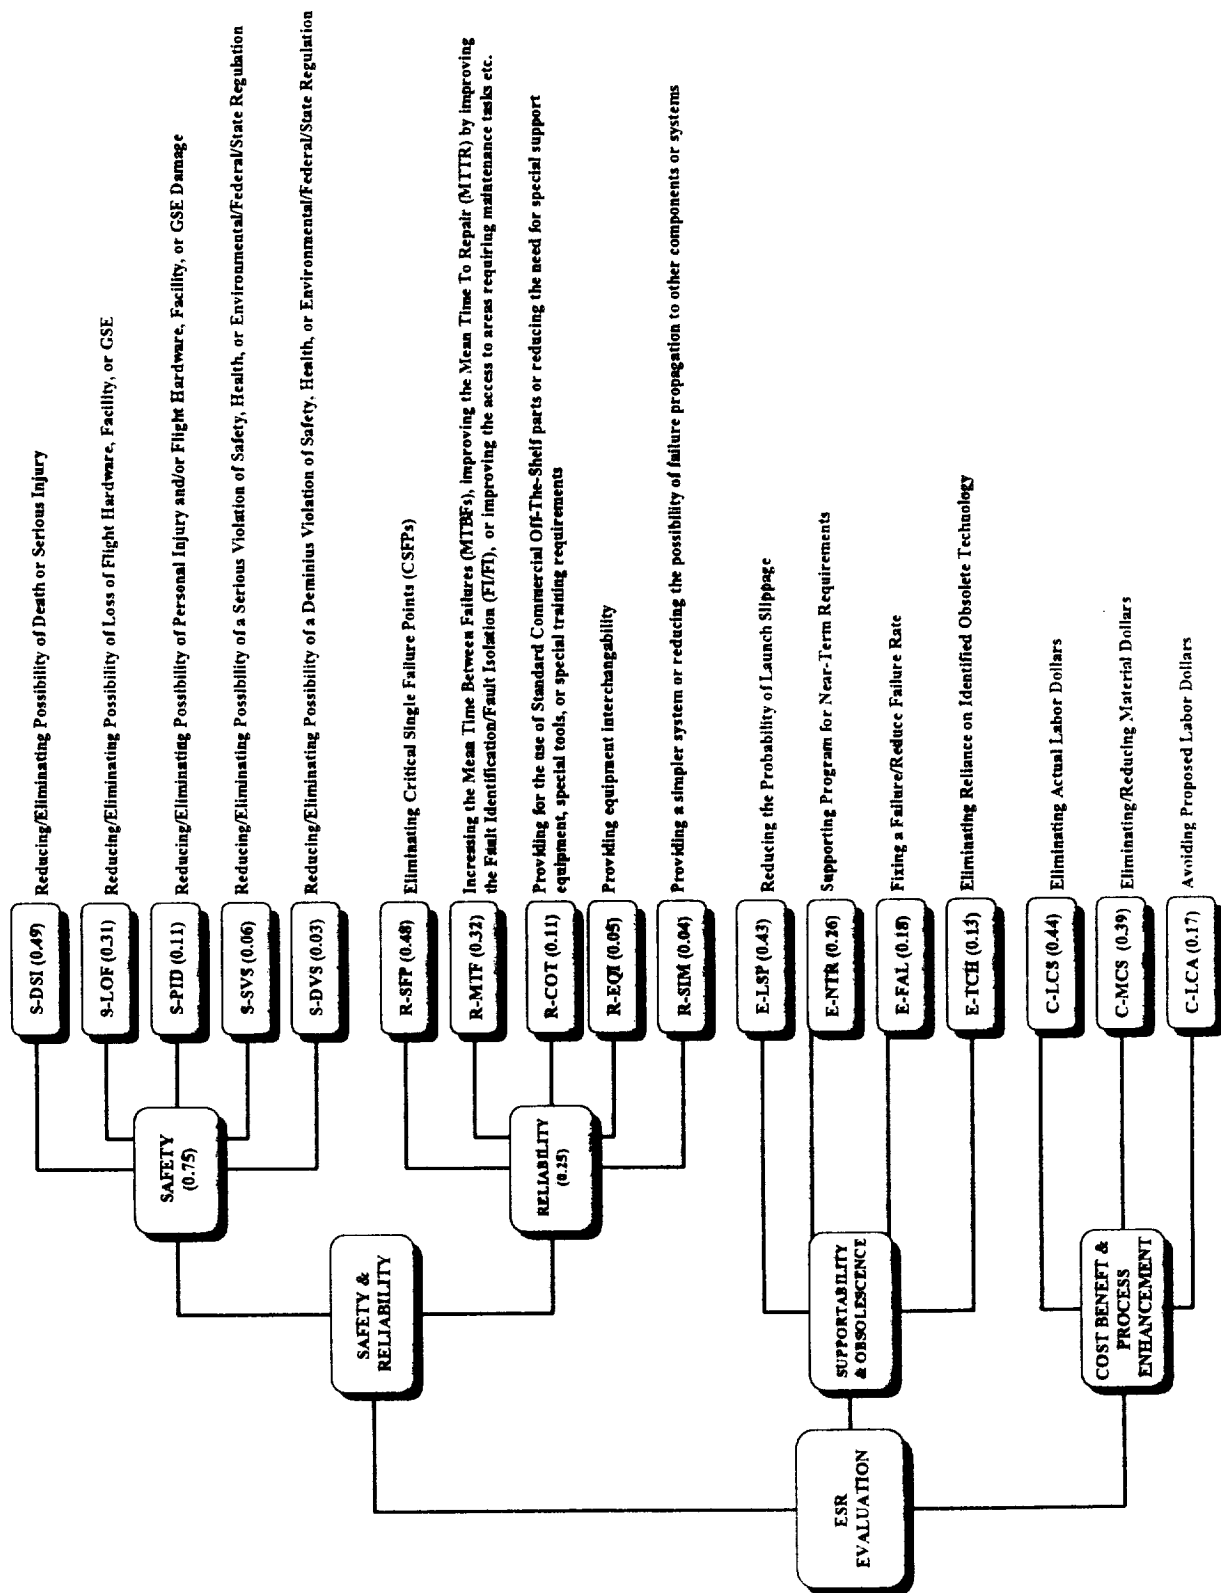 ESR
EVALUATION
SAFETY &
RELIABILITY
SUPPORTABILITY
& OBSOLESCENCE
COST BENEFT &
PROCESS
ENHANCEMENT
SAFETY
(0.75)
RELIABILITY
(0.25)
S-DSI (0.49)
Reducing/Eliminating Possibility of Death or Serious Injury
S-LOF (0.31)
Reducing/Eliminating Possibility of Loss of Flight Hardware, Facility, or GSE
S-PID (0.11)
Reducing/Eliminating Possibility of Personal Injury and/or Flight Hardware, Facility, or GSE Damage
S-SVS (0.06)
Reducing/Eliminating Possibility of a Serious Violation of Safety, Health, or Environmental/Federal/State Regulation
S-DVS (0.03)
Reducing/Eliminating Possibility of a Deminius Violation of Safety, Health, or Environmental/Federal/State Regulation
R-SFP (0.48)
Eliminating Critical Single Failure Points (CSFPs)
R-MTF (0.32)
Increasing the Mean Time Between Failures (MTBFs), improving the Mean Time To Repair (MTTR) by improving
the Fault Identification/Fault Isolation (FI/FI), or improving the access to areas requiring maintenance tasks etc.
R-COT (0.11)
Providing for the use of Standard Commercial Off-The-Shelf parts or reducing the need for special support
equipment, special tools, or special training requirements
R-EQI (0.05)
Providing equipment interchangability
R-SIM (0.04)
Providing a simpler system or reducing the possibility of failure propagation to other components or systems
E-LSP (0.43)
Reducing the Probability of Launch Slippage
E-NTR (0.26)
Supporting Program for Near-Term Requirements
E-FAL (0.18)
Fixing a Failure/Reduce Failure Rate
E-TCH (0.13)
Eliminating Reliance on Identified Obsolete Technology
C-LCS (0.44)
Eliminating Actual Labor Dollars
C-MCS (0.39)
Eliminating/Reducing Material Dollars
C-LCA (0.17)
Avoiding Proposed Labor Dollars